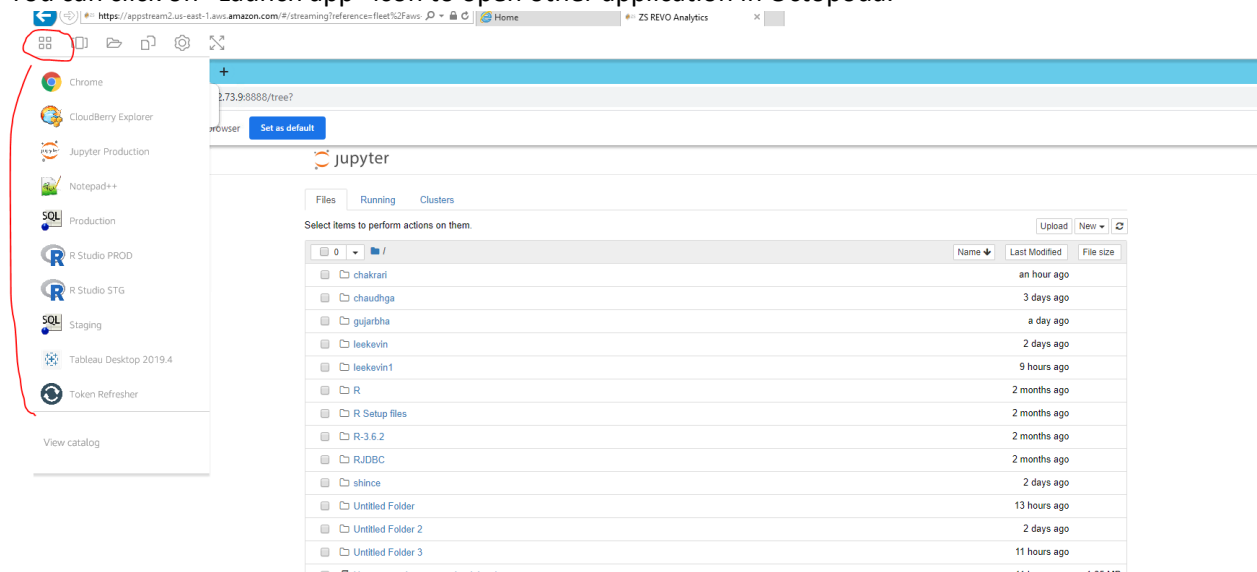 You can click on "Launch app" icon to open other application in Octopoda.
https://appstream2.us-east-1.aws.amazon.com/#/streaming?reference=fleet%2Faws-
Home
ZS REVO Analytics
Chrome
CloudBerry Explorer
Jupyter Production
Notepad++
Production
R Studio PROD
R Studio STG
Staging
Tableau Desktop 2019.4
Token Refresher
View catalog
2.73.9:8888/tree?
browser Set as default
jupyter
Files Running Clusters
Select items to perform actions on them.
Upload New
0 / Name Last Modified File size
chakrari an hour ago
chaudhga 3 days ago
gujarbha a day ago
leekevin 2 days ago
leekevin1 9 hours ago
R 2 months ago
R Setup files 2 months ago
R-3.6.2 2 months ago
RJDBC 2 months ago
shince 2 days ago
Untitled Folder 13 hours ago
Untitled Folder 2 2 days ago
Untitled Folder 3 11 hours ago